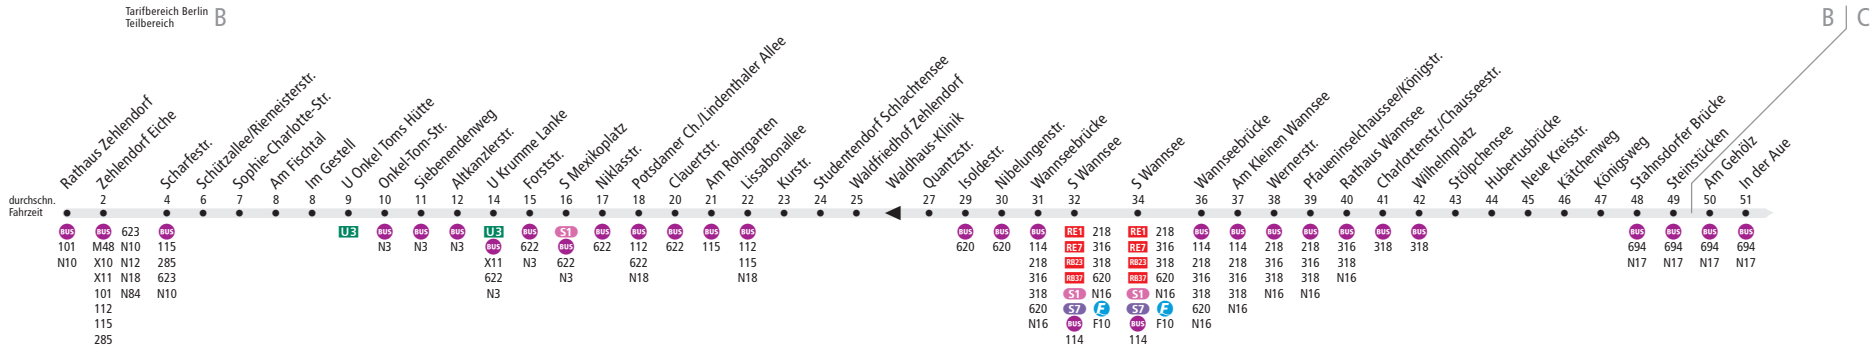 Tarifbereich Berlin
Teilbereich
B
B
C
Rathaus Zehlendorf
Zehlendorf Eiche
Scharfestr.
Schützallee/Riemeisterstr.
Sophie-Charlotte-Str.
Am Fischtal
Im Gestell
U Onkel Toms Hütte
Onkel-Tom-Str.
Siebenendenweg
Altkanzlerstr.
U Krumme Lanke
Forststr.
S Mexikoplatz
Niklasstr.
Potsdamer Ch./Lindenthaler Allee
Clauertstr.
Am Rohrgarten
Lissabonallee
Kurstr.
Studentendorf Schlachtensee
Waldfriedhof Zehlendorf
Waldhaus-Klinik
Quantzstr.
Isoldestr.
Nibelungenstr.
Wannseebrücke
S Wannsee
S Wannsee
Wannseebrücke
Am Kleinen Wannsee
Wernerstr.
Pfaueninselchaussee/Königstr.
Rathaus Wannsee
Charlottenstr./Chausseestr.
Wilhelmplatz
Stölpchensee
Hubertusbrücke
Neue Kreisstr.
Kätchenweg
Königsweg
Stahnsdorfer Brücke
Steinstücken
Am Gehölz
In der Aue
durchschn.
Fahrzeit
2 4 6 7 8 8 9 10 11 12 14 15 16 17 18 20 21 22 23 24 25 27 29 30 31 32 34 36 37 38 39 40 41 42 43 44 45 46 47 48 49 50 51
BUS
101
N10
BUS
M48
X10
X11
101
112
115
285
623
N10
N12
N18
N84
BUS
115
285
623
N10
U3
BUS
N3
BUS
N3
BUS
N3
U3
BUS
X11
622
N3
BUS
622
N3
S1
BUS
622
N3
BUS
622
BUS
112
622
N18
BUS
622
BUS
115
BUS
112
115
N18
BUS
620
BUS
620
BUS
114
218
316
318
620
N16
RE1
RE7
RB23
RB37
S1
S7
BUS
114
218
316
318
620
N16
F
F10
RE1
RE7
RB23
RB37
S1
S7
BUS
114
218
316
318
620
N16
F
F10
BUS
114
218
316
318
620
N16
BUS
114
218
316
318
N16
BUS
218
316
318
N16
BUS
218
316
318
N16
BUS
316
318
N16
BUS
318
BUS
318
BUS
694
N17
BUS
694
N17
BUS
694
N17
BUS
694
N17